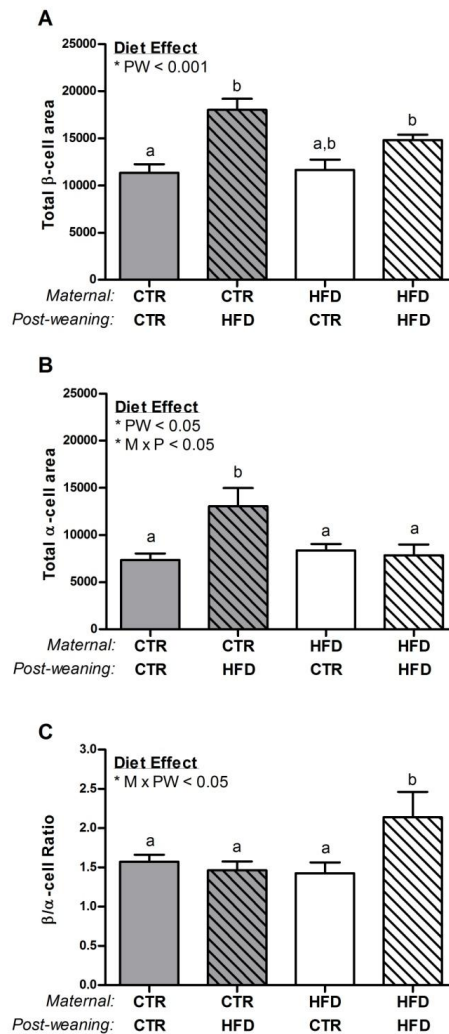 A
25000
20000
15000
10000
5000
0
Total β-cell area
Diet Effect
* PW < 0.001
a
b
a,b
b
Maternal: CTR CTR HFD HFD
Post-weaning: CTR HFD CTR HFD
B
25000
20000
15000
10000
5000
0
Total α-cell area
Diet Effect
* PW < 0.05
* M x P < 0.05
a
b
a
a
Maternal: CTR CTR HFD HFD
Post-weaning: CTR HFD CTR HFD
C
3.0
2.5
2.0
1.5
1.0
0.5
0.0
β/α-cell Ratio
Diet Effect
* M x PW < 0.05
a
a
a
b
Maternal: CTR CTR HFD HFD
Post-weaning: CTR HFD CTR HFD